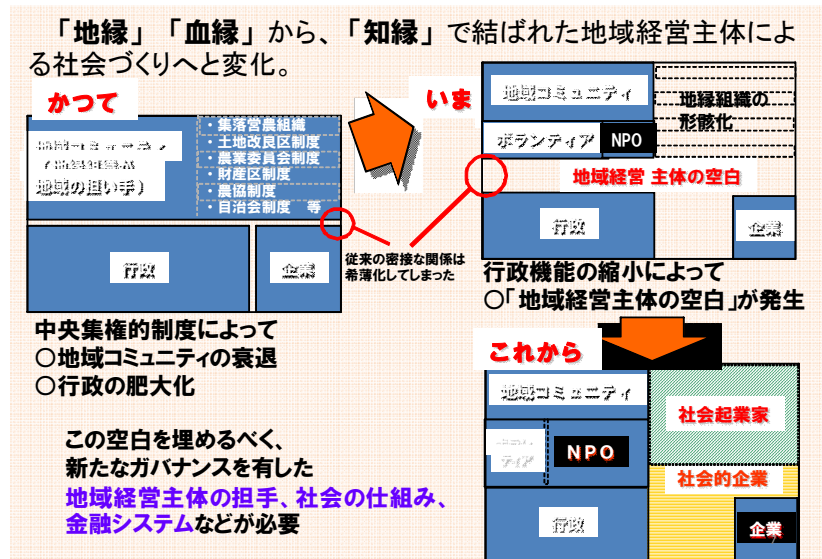 「地縁」「血縁」から、「知縁」で結ばれた地域経営主体によ
る社会づくりへと変化。
かつて
地域コミュニティ
地域の担い手）
・集落営農組織
・土地改良区制度
・農業委員会制度
・財産区制度
・農協制度
・自治会制度　等
行政
企業
従来の密接な関係は
希薄化してしまった
中央集権的制度によって
○地域コミュニティの衰退
○行政の肥大化
いま
地域コミュニティ
地縁組織の
形骸化
ボランティア
NPO
地域経営 主体の空白
行政
企業
行政機能の縮小によって
○「地域経営主体の空白」が発生
これから
地域コミュニティ
社会起業家
ティア
NPO
社会的企業
行政
企業
この空白を埋めるべく、
新たなガバナンスを有した
地域経営主体の担手、社会の仕組み、
金融システムなどが必要